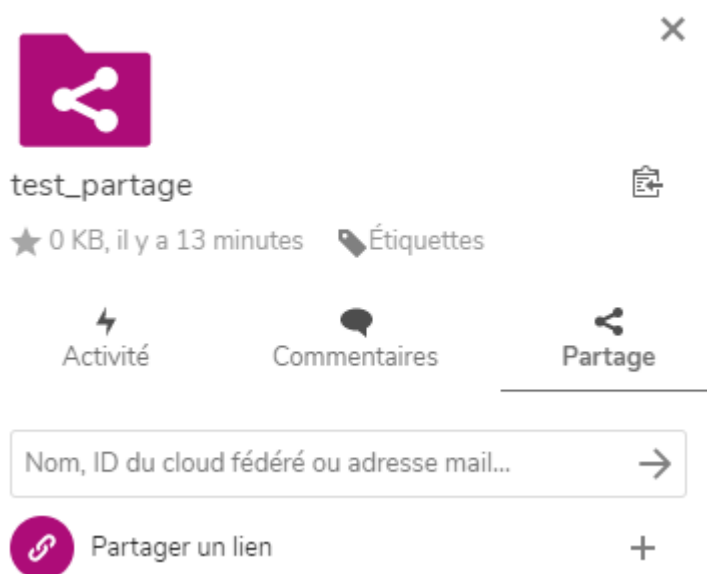 test_partage
0 KB, il y a 13 minutes Étiquettes
Activité Commentaires Partage
Nom, ID du cloud fédéré ou adresse mail...
Partager un lien